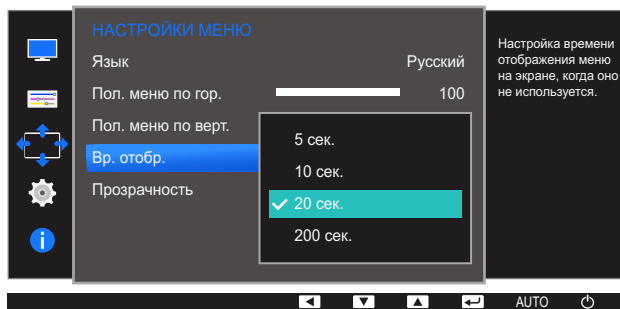 НАСТРОЙКИ МЕНЮ
Язык Русский
Пол. меню по гор. 100
Пол. меню по верт.
Вр. отобр.
Прозрачность
5 сек.
10 сек.
20 сек.
200 сек.
Настройка времени
отображения меню
на экране, когда оно
не используется.
AUTO